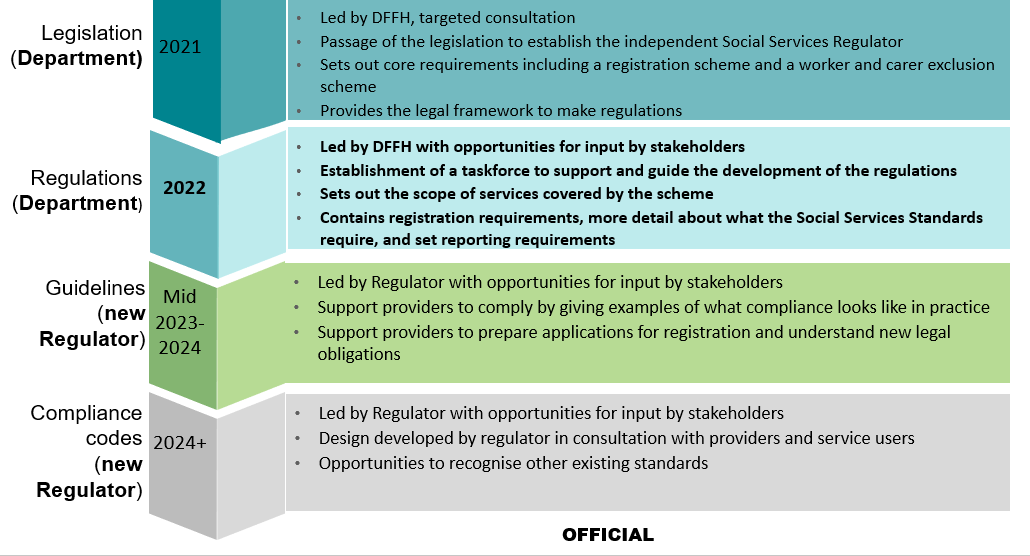 Legislation
(Department)
2021
• Led by DFFH, targeted consultation
• Passage of the legislation to establish the independent Social Services Regulator
• Sets out core requirements including a registration scheme and a worker and carer exclusion
scheme
• Provides the legal framework to make regulations
Regulations
(Department)
2022
• Led by DFFH with opportunities for input by stakeholders
• Establishment of a taskforce to support and guide the development of the regulations
• Sets out the scope of services covered by the scheme
• Contains registration requirements, more detail about what the Social Services Standards
require, and set reporting requirements
Guidelines
(new
Regulator)
Mid
2023-
2024
• Led by Regulator with opportunities for input by stakeholders
• Support providers to comply by giving examples of what compliance looks like in practice
• Support providers to prepare applications for registration and understand new legal
obligations
Compliance
codes
(new
Regulator)
2024+
• Led by Regulator with opportunities for input by stakeholders
• Design developed by regulator in consultation with providers and service users
• Opportunities to recognise other existing standards
OFFICIAL